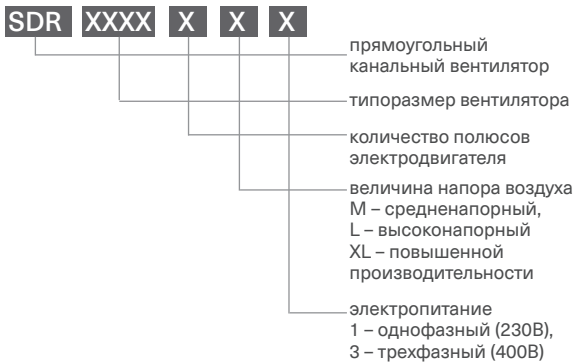 SDR XXXX X X X
прямоугольный
канальный вентилятор
типоразмер вентилятора
количество полюсов
электродвигателя
величина напора воздуха
M – средненапорный,
L – высоконапорный
XL – повышенной
производительности
электропитание
1 – однофазный (230В),
3 – трехфазный (400В)